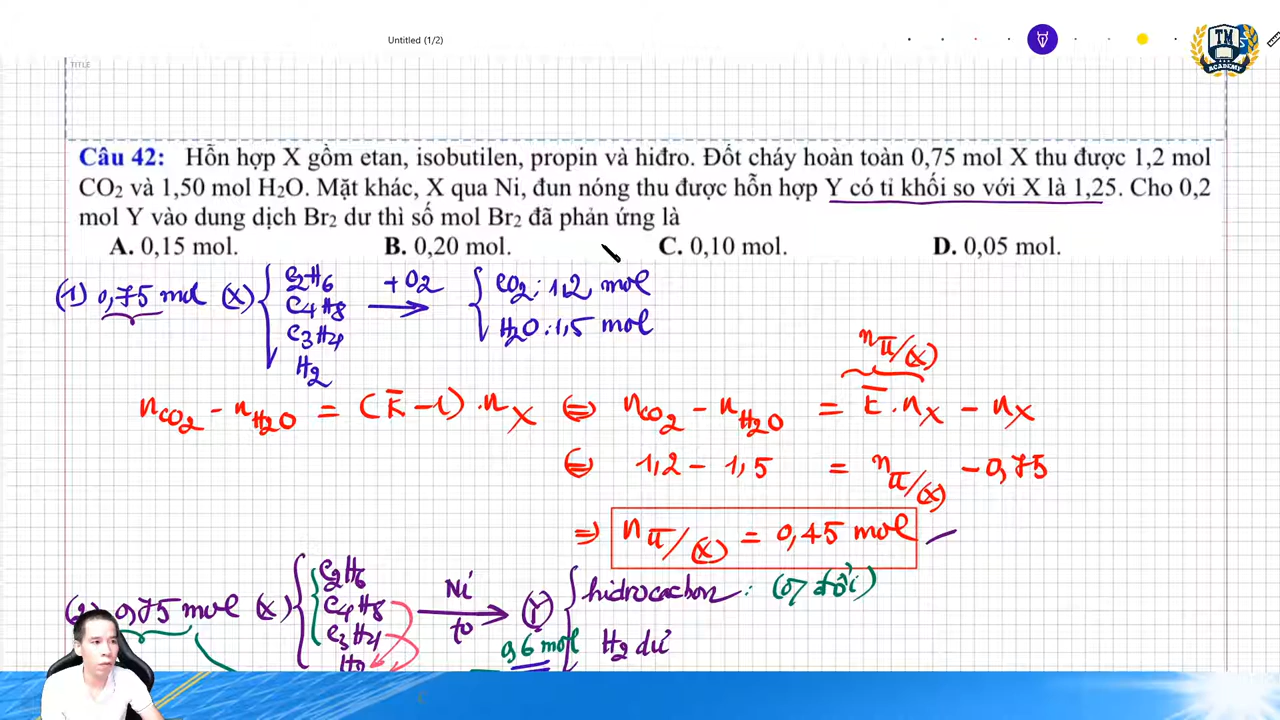 Untitled (1/2)
TITLE
TM
ACADEMY
Câu 42: Hỗn hợp X gồm etan, isobutilen, propin và hiđro. Đốt cháy hoàn toàn 0,75 mol X thu được 1,2 mol
CO₂ và 1,50 mol H₂O. Mặt khác, X qua Ni, đun nóng thu được hỗn hợp Y có tỉ khối so với X là 1,25. Cho 0,2
mol Y vào dung dịch Br₂ dư thì số mol Br₂ đã phản ứng là
A. 0,15 mol. B. 0,20 mol. C. 0,10 mol. D. 0,05 mol.
(1) 0,75 mol (X) { C2H6 C4H8 C3H4 H2 +O2 → { CO2: 1,2 mol H2O: 1,5 mol
nπ/(X)
nCO2 - nH2O = (k̄ - 1) . nX ⇔ nCO2 - nH2O = k̄ . nX - nX
⇔ 1,2 - 1,5 = nπ/(X) - 0,75
⇒ nπ/(X) = 0,45 mol
(2) 0,75 mol (X) { C2H6 C4H8 C3H4 H2 Ni to → (Y) 0,6 mol { hidrocacbon: (07 đổi) H2 dư